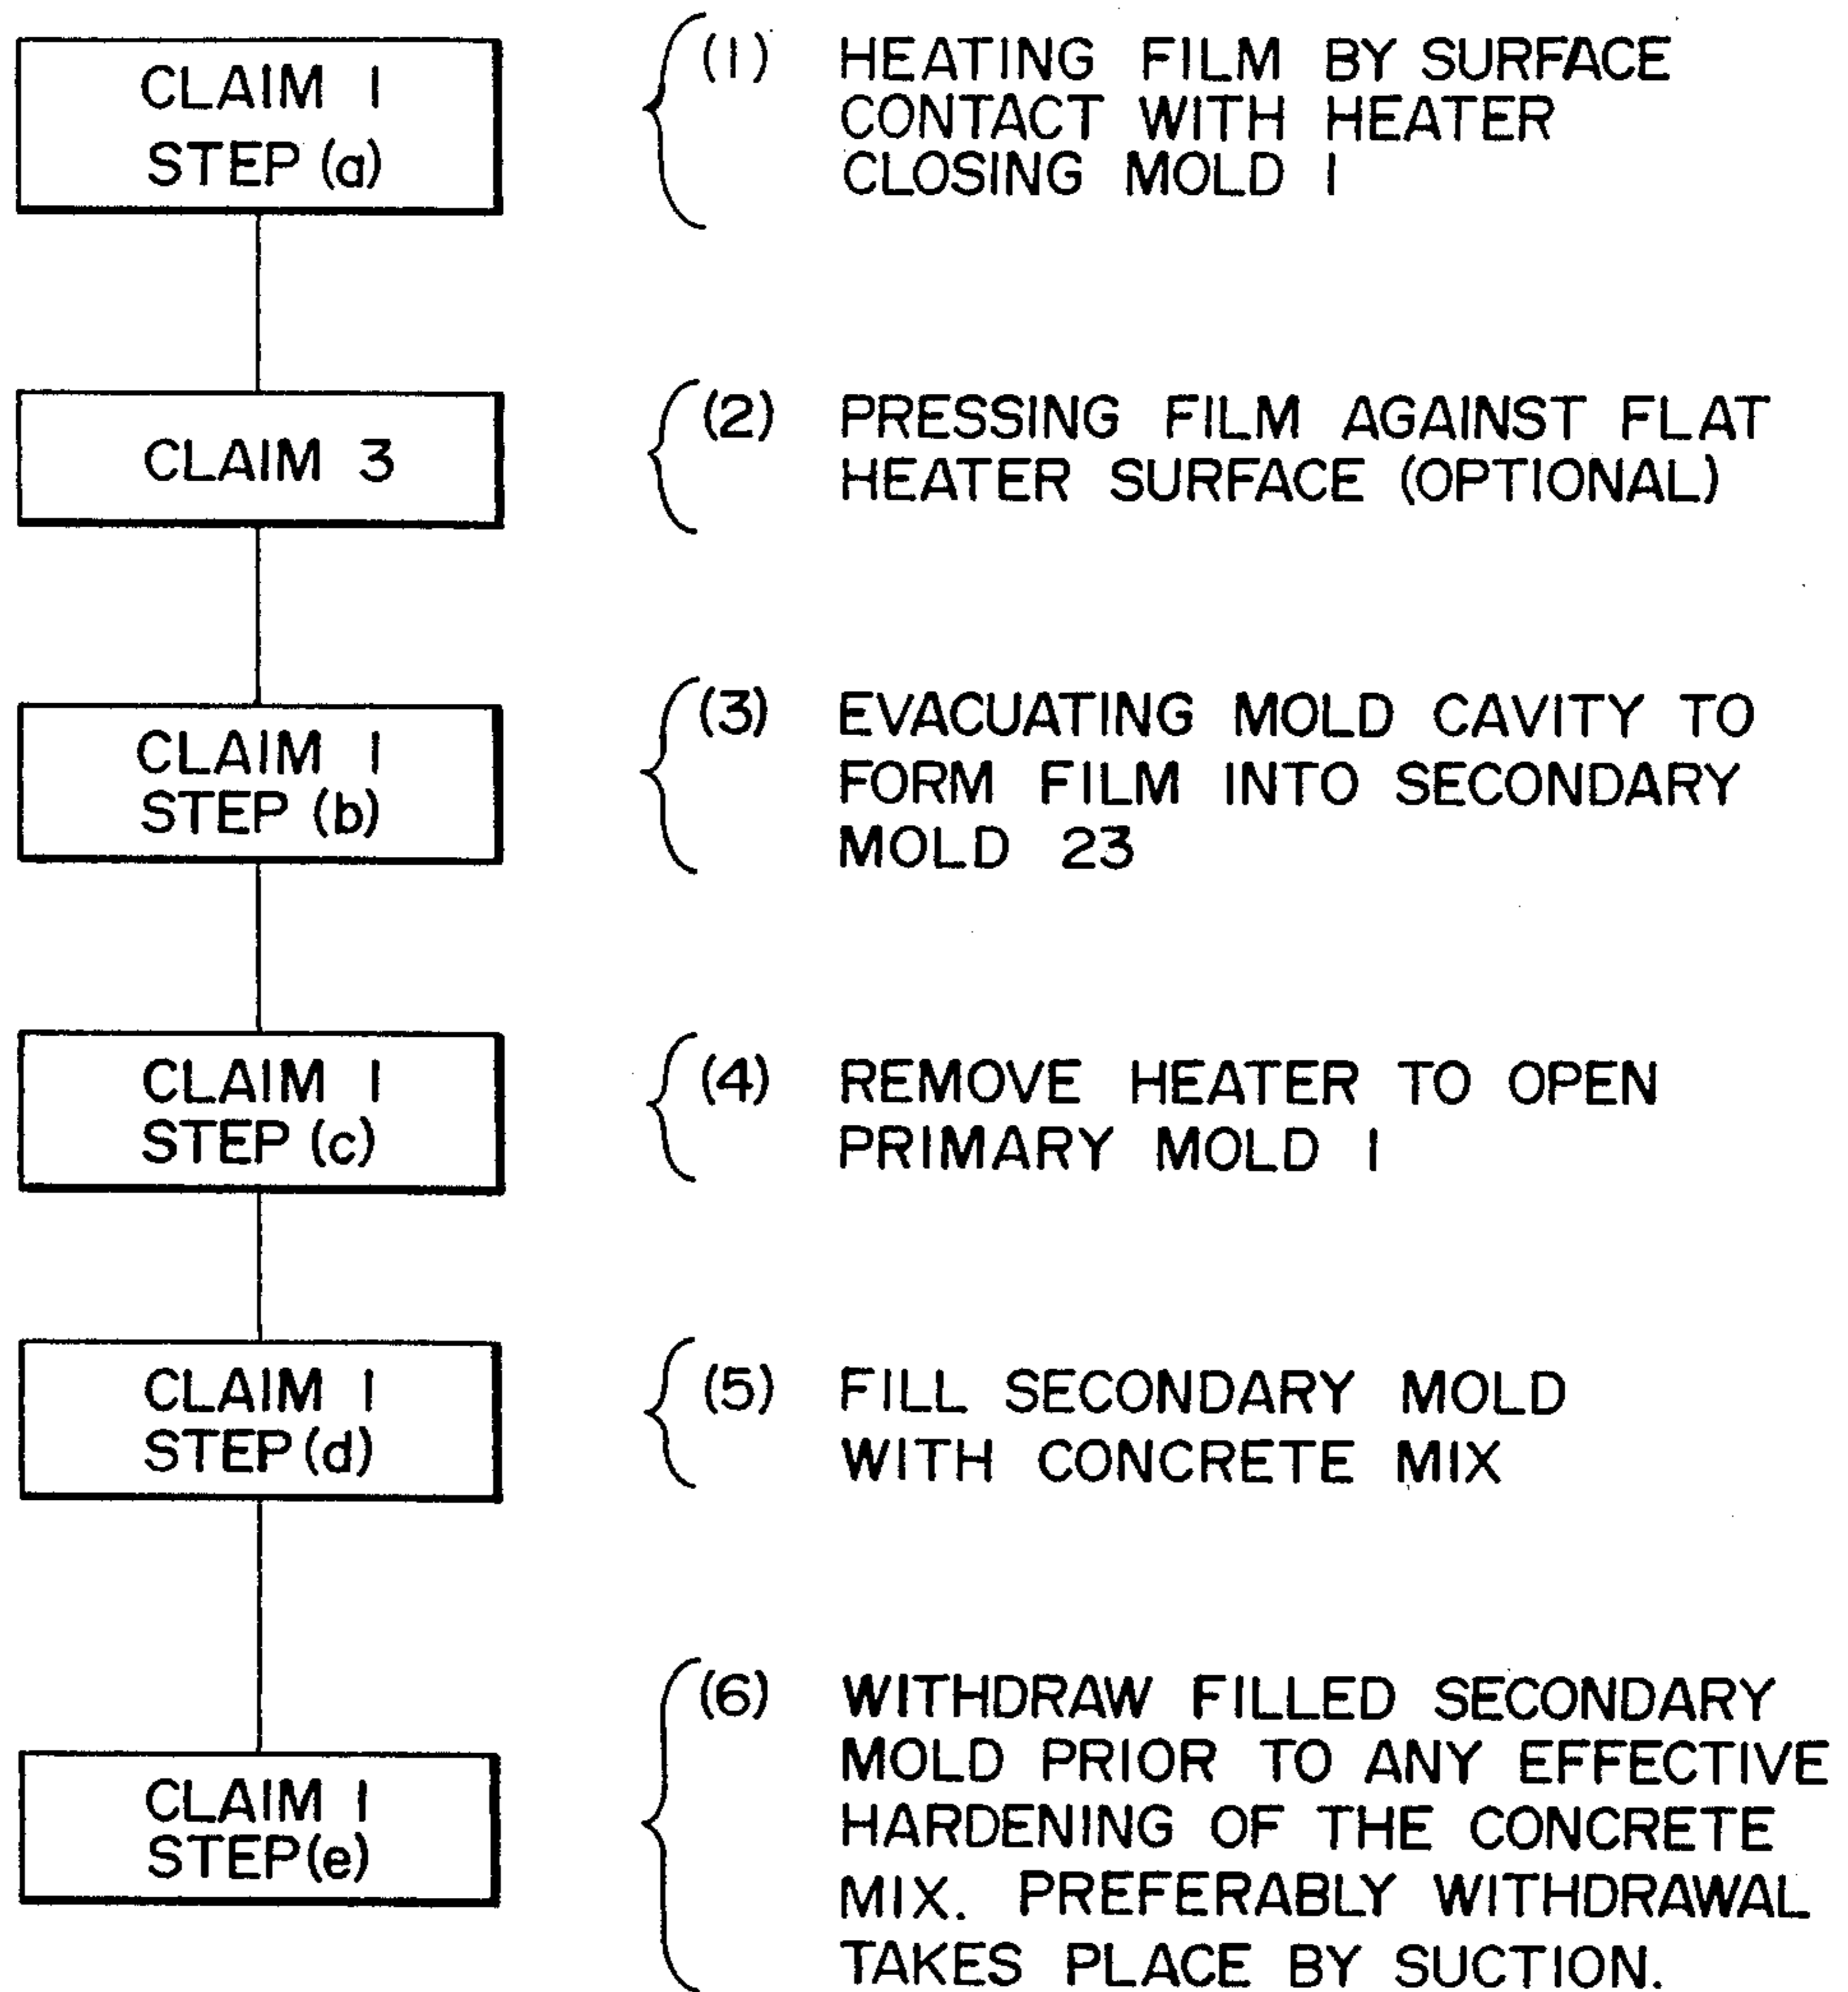 CLAIM 1
STEP (a)
(1) HEATING FILM BY SURFACE
CONTACT WITH HEATER
CLOSING MOLD 1
CLAIM 3
(2) PRESSING FILM AGAINST FLAT
HEATER SURFACE (OPTIONAL)
CLAIM 1
STEP (b)
(3) EVACUATING MOLD CAVITY TO
FORM FILM INTO SECONDARY
MOLD 23
CLAIM 1
STEP (c)
(4) REMOVE HEATER TO OPEN
PRIMARY MOLD 1
CLAIM 1
STEP (d)
(5) FILL SECONDARY MOLD
WITH CONCRETE MIX
CLAIM 1
STEP (e)
(6) WITHDRAW FILLED SECONDARY
MOLD PRIOR TO ANY EFFECTIVE
HARDENING OF THE CONCRETE
MIX. PREFERABLY WITHDRAWAL
TAKES PLACE BY SUCTION.